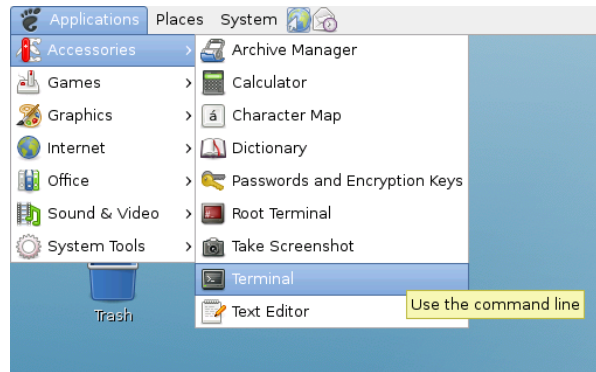 Applications Places System
Accessories
Games
Graphics
Internet
Office
Sound & Video
System Tools
Archive Manager
Calculator
á Character Map
Dictionary
Passwords and Encryption Keys
Root Terminal
Take Screenshot
Terminal
Text Editor
Use the command line
Trash